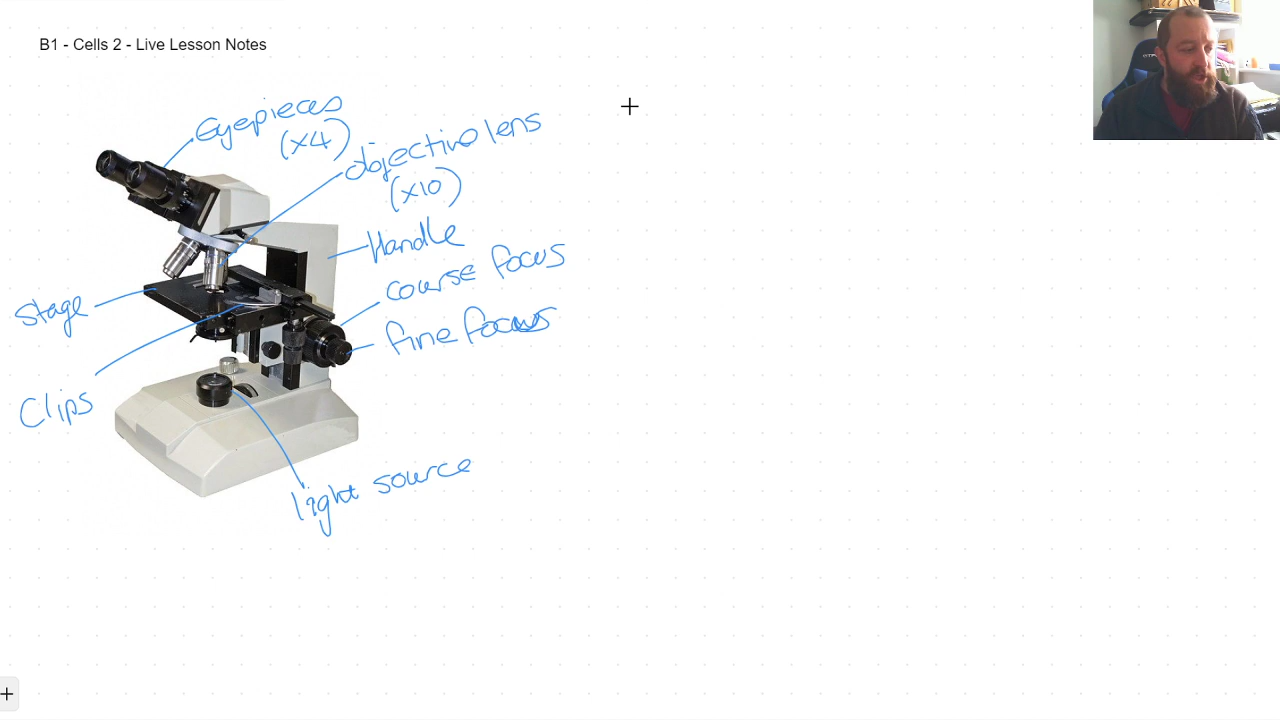 B1 - Cells 2 - Live Lesson Notes
Eyepieces
(x4)
objective lens
(x10)
Handle
course focus
fine focus
stage
Clips
light source